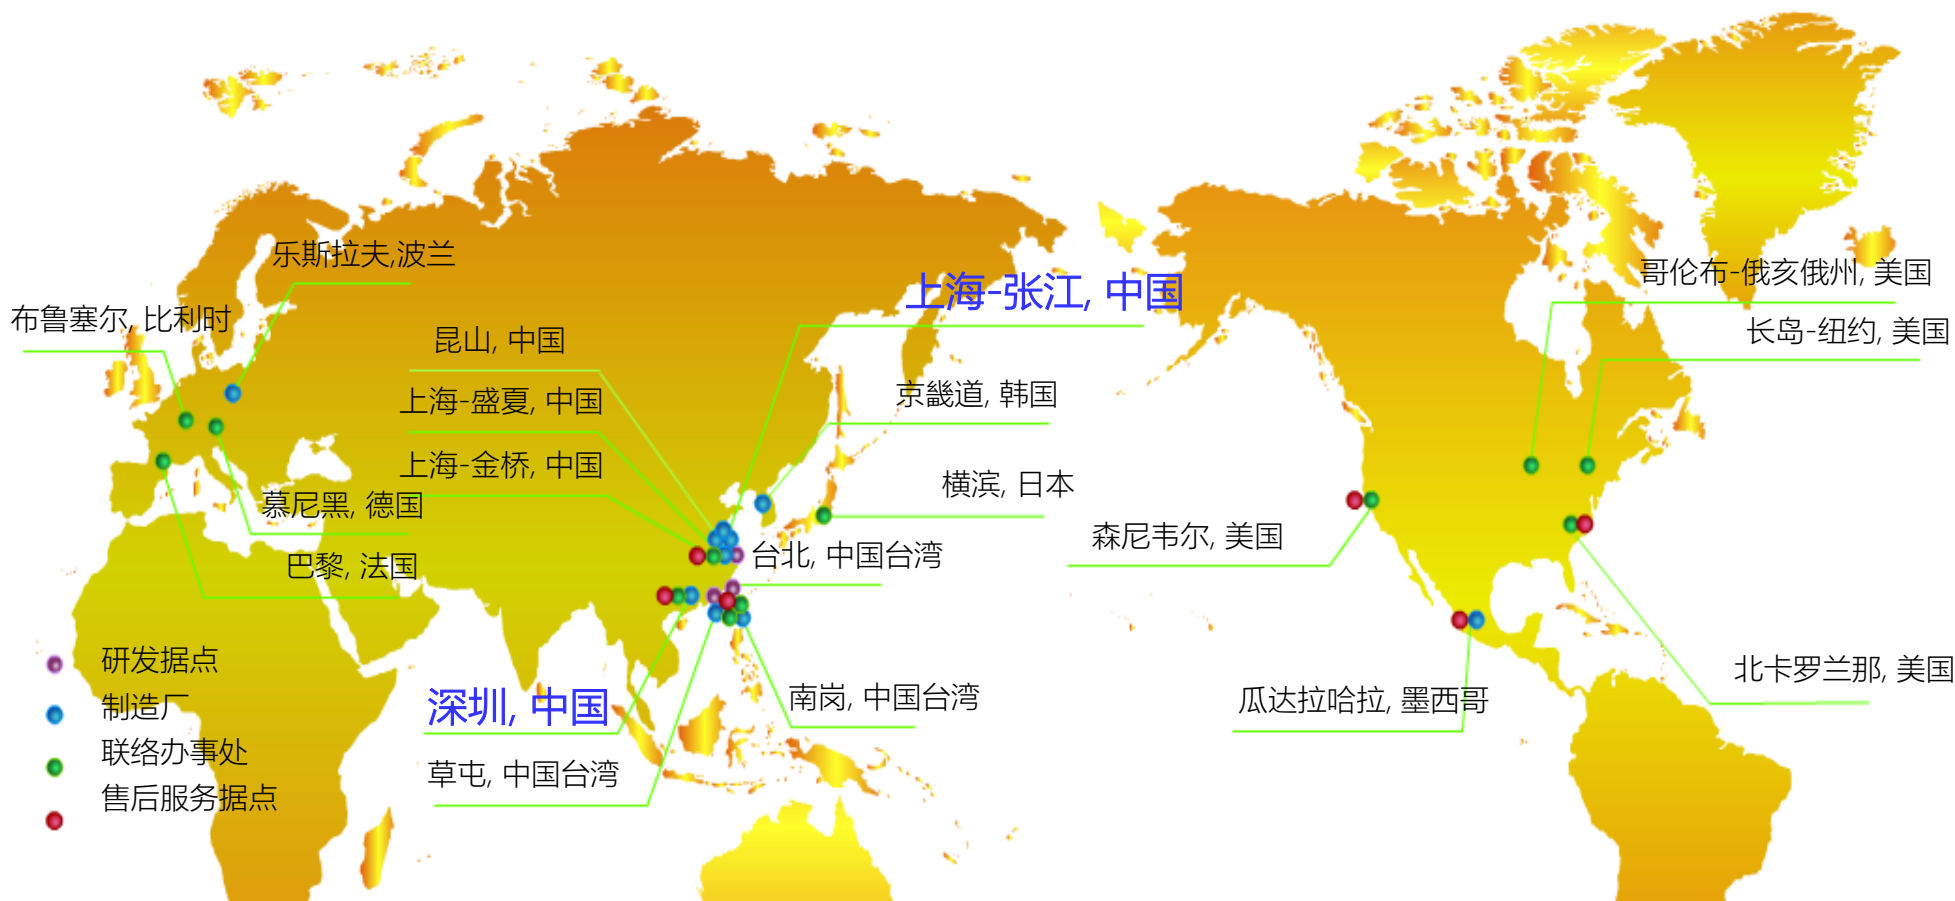 乐斯拉夫,波兰
布鲁塞尔, 比利时
昆山, 中国
上海-盛夏, 中国
上海-金桥, 中国
慕尼黑, 德国
巴黎, 法国
上海-张江, 中国
京畿道, 韩国
横滨, 日本
台北, 中国台湾
哥伦布-俄亥俄州, 美国
长岛-纽约, 美国
森尼韦尔, 美国
北卡罗兰那, 美国
瓜达拉哈拉, 墨西哥
南岗, 中国台湾
深圳, 中国
草屯, 中国台湾
研发据点
制造厂
联络办事处
售后服务据点